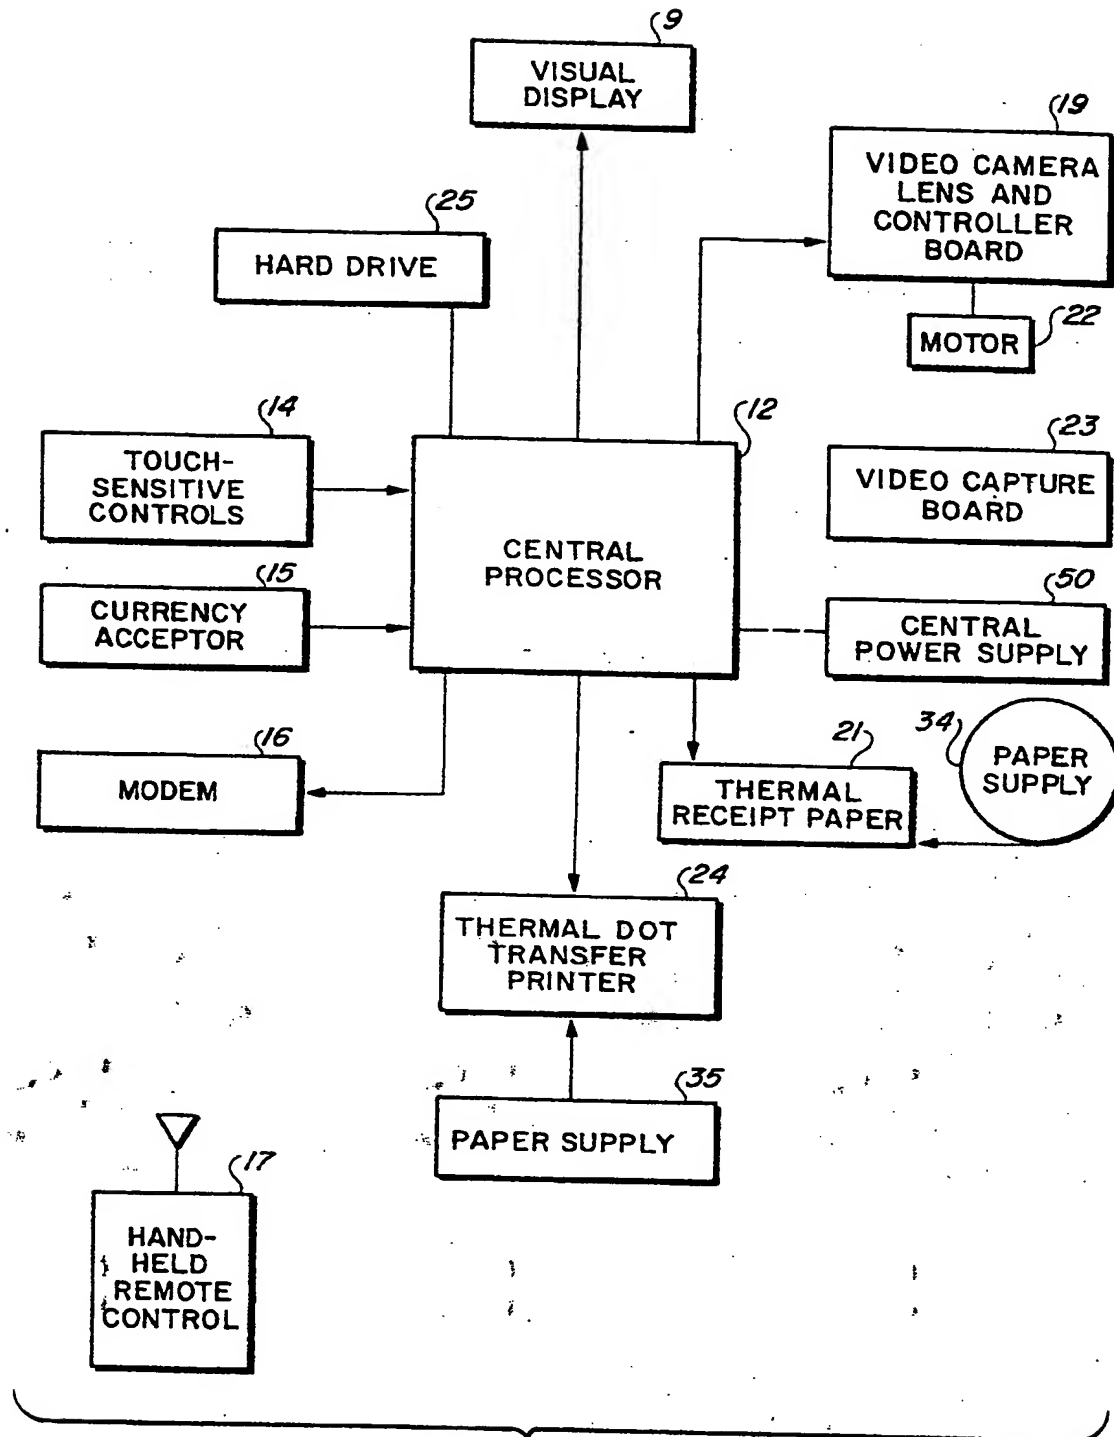 9
VISUAL
DISPLAY
19
VIDEO CAMERA
LENS AND
CONTROLLER
BOARD
25
HARD DRIVE
22
MOTOR
14
TOUCH-
SENSITIVE
CONTROLS
12
CENTRAL
PROCESSOR
23
VIDEO CAPTURE
BOARD
15
CURRENCY
ACCEPTOR
50
CENTRAL
POWER SUPPLY
16
MODEM
21
THERMAL
RECEIPT PAPER
34
PAPER
SUPPLY
24
THERMAL DOT
TRANSFER
PRINTER
35
PAPER SUPPLY
17
HAND-
HELD
REMOTE
CONTROL